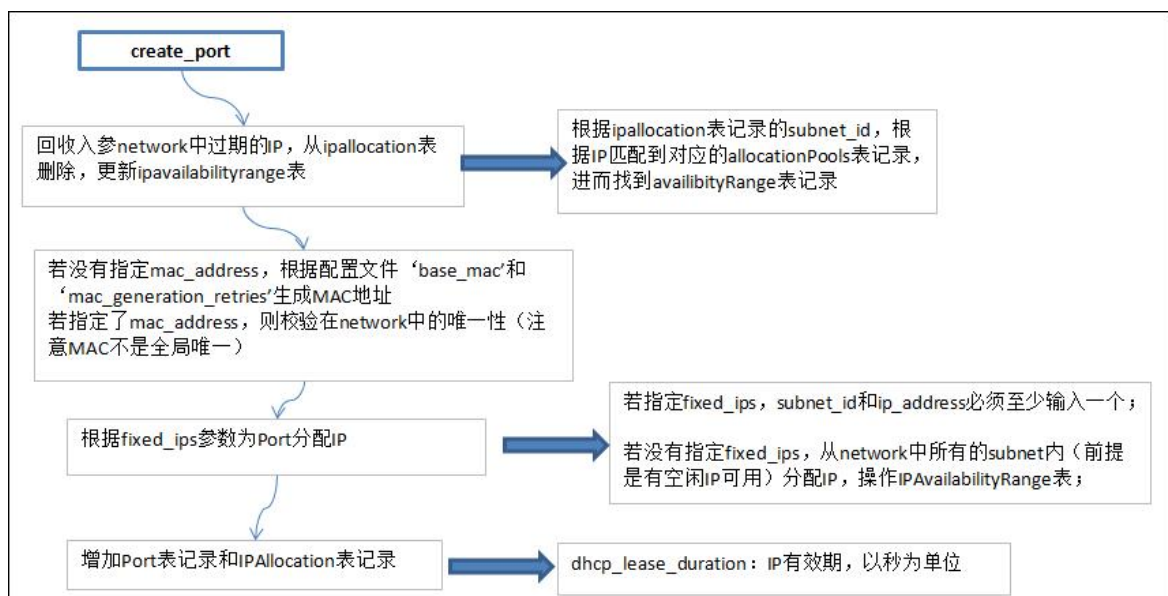 create_port
回收入参network中过期的IP，从ipallocation表
删除，更新ipavailabilityrange表
根据ipallocation表记录的subnet_id，根
据IP匹配到对应的allocationPools表记录，
进而找到availibityRange表记录
若没有指定mac_address，根据配置文件‘base_mac’和
‘mac_generation_retries’生成MAC地址
若指定了mac_address，则校验在network中的唯一性（注
意MAC不是全局唯一）
根据fixed_ips参数为Port分配IP
若指定fixed_ips，subnet_id和ip_address必须至少输入一个；
若没有指定fixed_ips，从network中所有的subnet内（前提
是有空闲IP可用）分配IP，操作IPAvailabilityRange表；
增加Port表记录和IPAllocation表记录
dhcp_lease_duration：IP有效期，以秒为单位